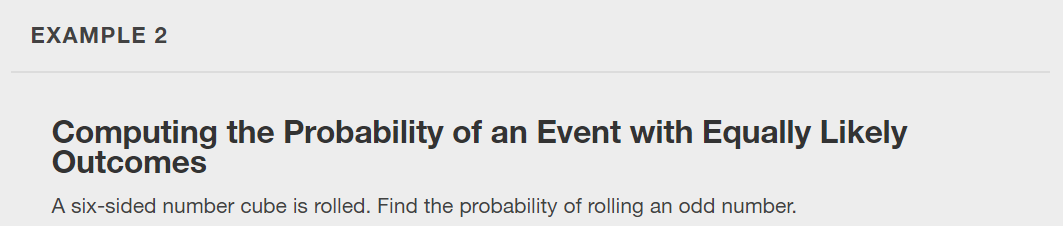 EXAMPLE 2
Computing the Probability of an Event with Equally Likely
Outcomes
A six-sided number cube is rolled. Find the probability of rolling an odd number.